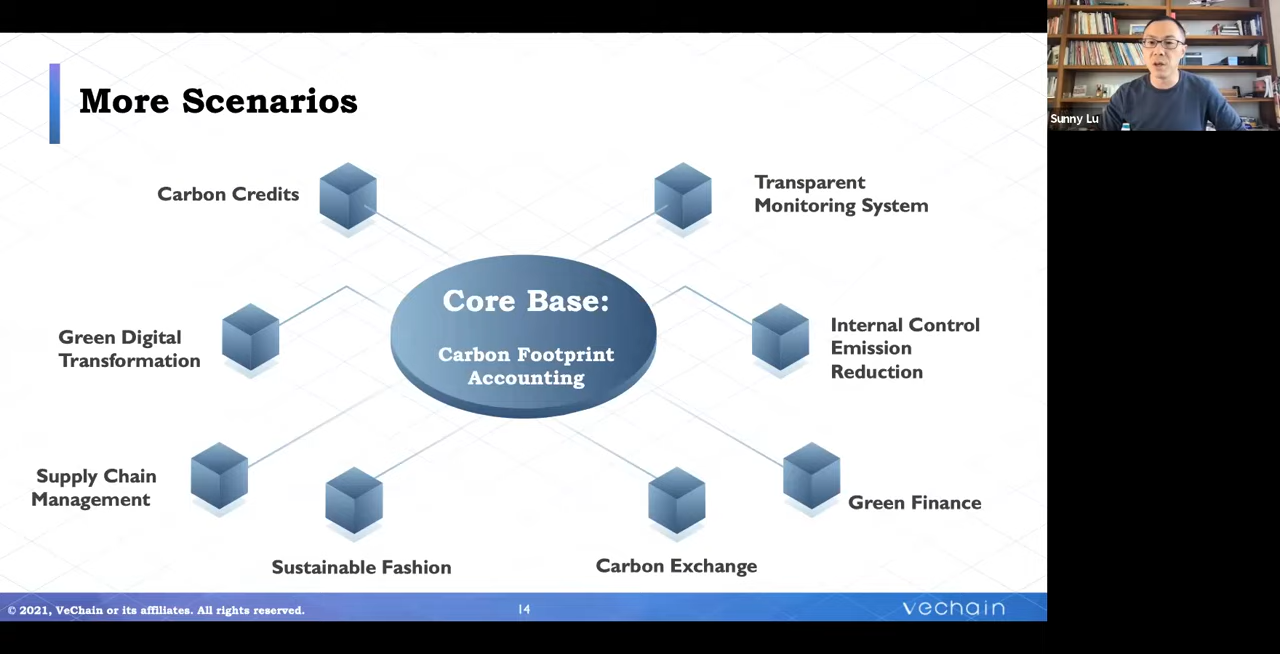 More Scenarios
Sunny Lu
Carbon Credits
Transparent
Monitoring System
Core Base:
Carbon Footprint
Accounting
Green Digital
Transformation
Internal Control
Emission
Reduction
Supply Chain
Management
Green Finance
Sustainable Fashion
Carbon Exchange
© 2021, VeChain or its affiliates. All rights reserved.
14
vechain